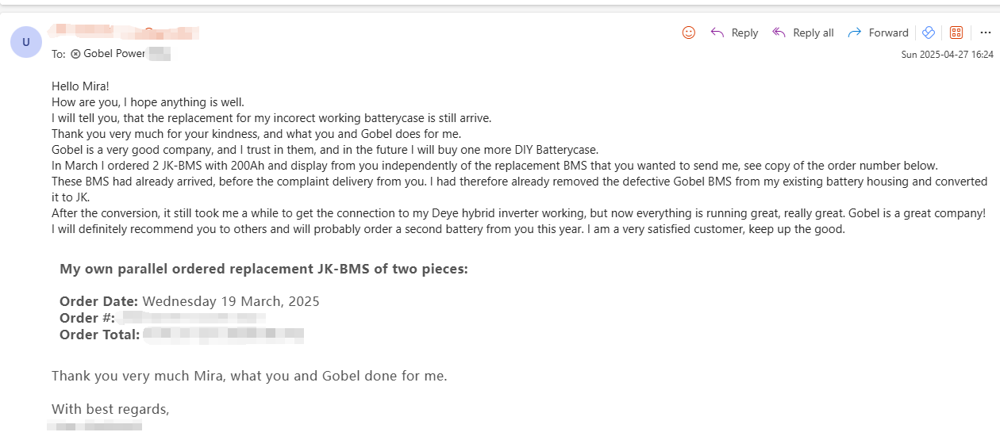 U
Reply
Reply all
Forward
To: Gobel Power
Sun 2025-04-27 16:24
Hello Mira!
How are you, I hope anything is well.
I will tell you, that the replacement for my incorect working batterycase is still arrive.
Thank you very much for your kindness, and what you and Gobel does for me.
Gobel is a very good company, and I trust in them, and in the future I will buy one more DIY Batterycase.
In March I ordered 2 JK-BMS with 200Ah and display from you independently of the replacement BMS that you wanted to send me, see copy of the order number below.
These BMS had already arrived, before the complaint delivery from you. I had therefore already removed the defective Gobel BMS from my existing battery housing and converted
it to JK.
After the conversion, it still took me a while to get the connection to my Deye hybrid inverter working, but now everything is running great, really great. Gobel is a great company!
I will definitely recommend you to others and will probably order a second battery from you this year. I am a very satisfied customer, keep up the good.
My own parallel ordered replacement JK-BMS of two pieces:
Order Date: Wednesday 19 March, 2025
Order #:
Order Total:
Thank you very much Mira, what you and Gobel done for me.
With best regards,